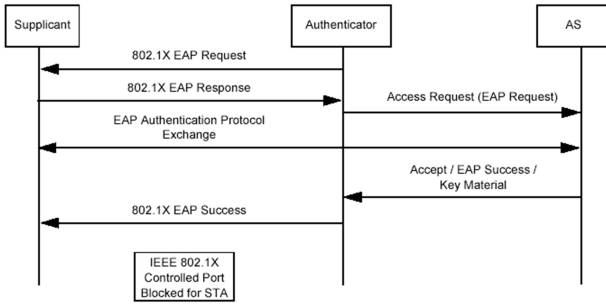 Supplicant
Authenticator
AS
802.1X EAP Request
802.1X EAP Response
Access Request (EAP Request)
EAP Authentication Protocol
Exchange
Accept / EAP Success /
Key Material
802.1X EAP Success
IEEE 802.1X
Controlled Port
Blocked for STA